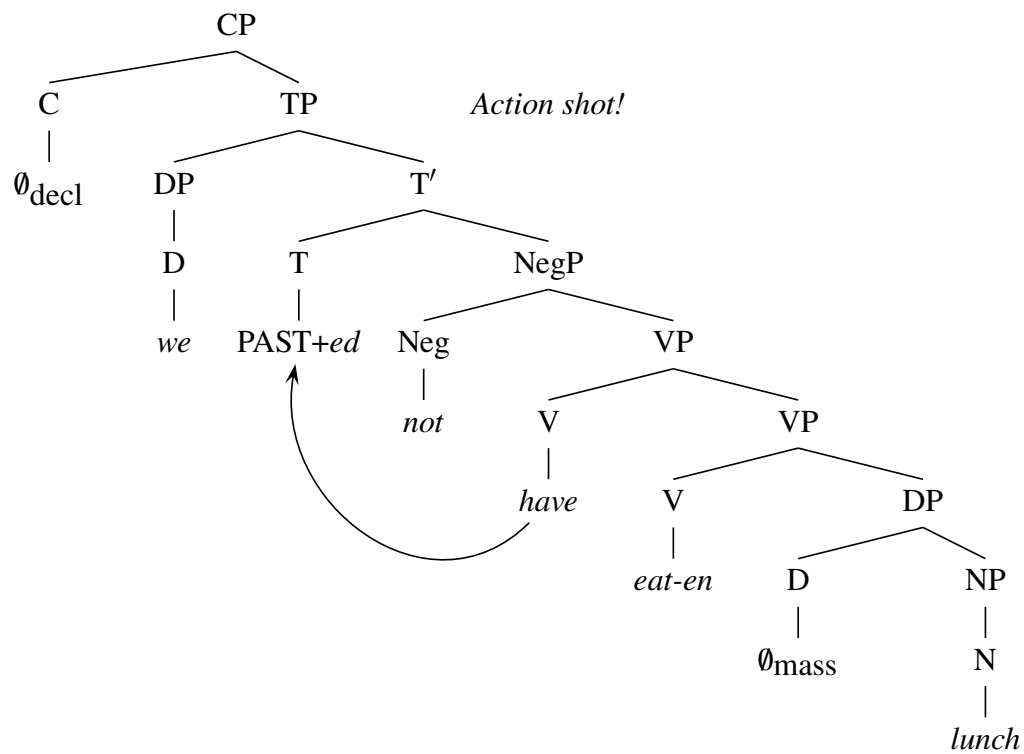 CP
C TP Action shot!
∅decl DP T′
D T NegP
we PAST+ed Neg VP
not V VP
have V DP
eat-en D NP
∅mass N
lunch